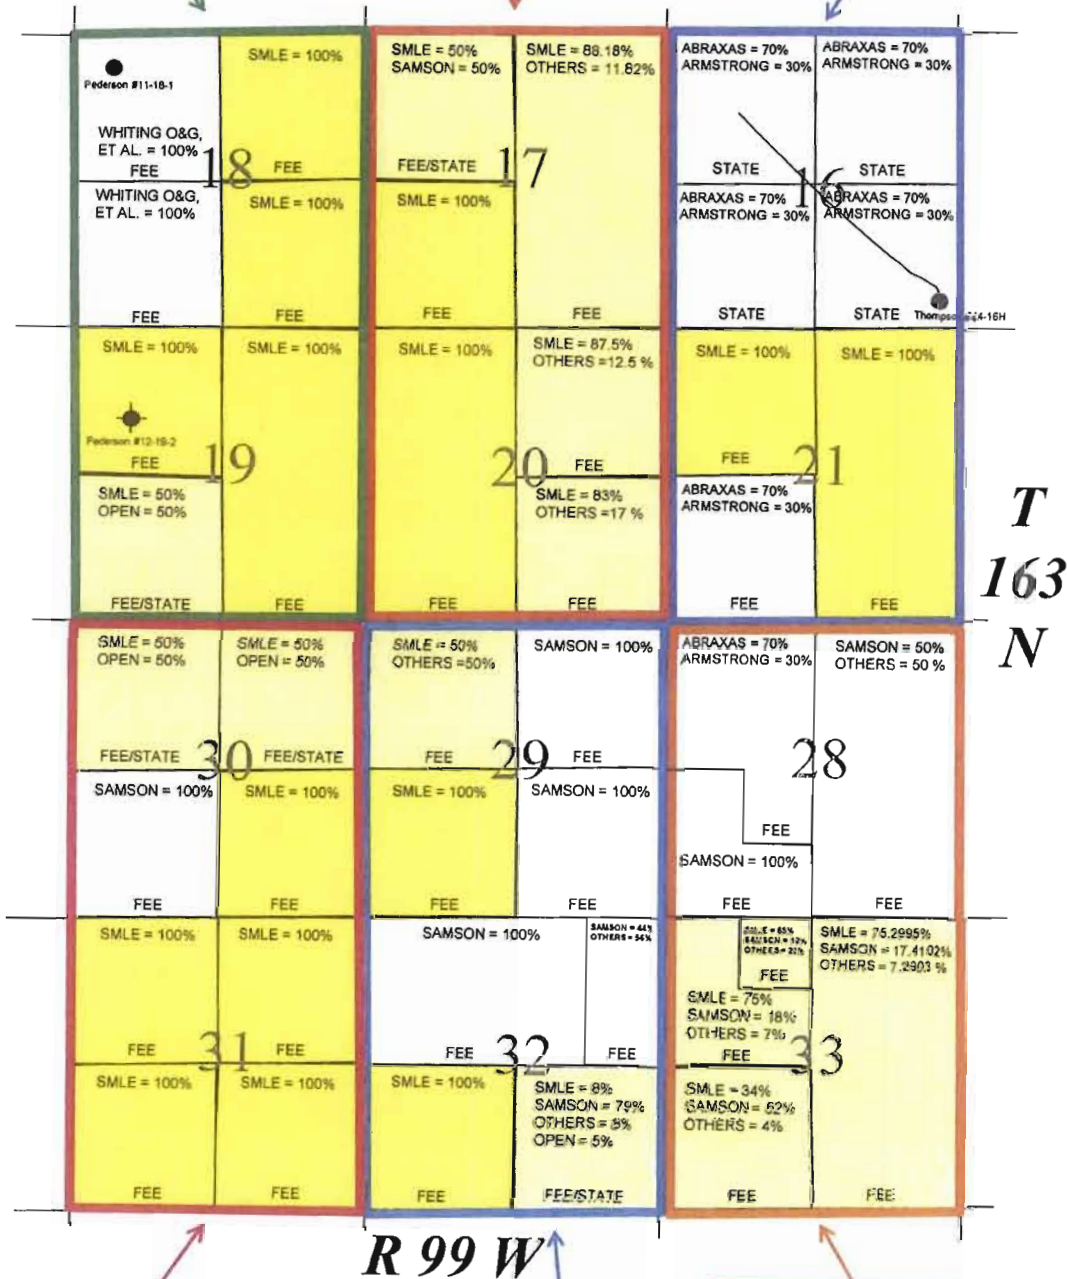 SMLE = 100%
Pederson #11-18-1
WHITING O&G,
ET AL. = 100%
FEE
18
FEE
WHITING O&G,
ET AL. = 100%
SMLE = 100%
FEE
FEE
SMLE = 50%
SAMSON = 50%
SMLE = 88.18%
OTHERS = 11.82%
FEE/STATE
17
SMLE = 100%
FEE
FEE
ABRAXAS = 70%
ARMSTRONG = 30%
ABRAXAS = 70%
ARMSTRONG = 30%
STATE
16
STATE
ABRAXAS = 70%
ARMSTRONG = 30%
ABRAXAS = 70%
ARMSTRONG = 30%
STATE
STATE
SMLE = 100%
SMLE = 100%
Pederson #12-19-2
FEE
19
SMLE = 50%
OPEN = 50%
FEE/STATE
FEE
SMLE = 100%
SMLE = 87.5%
OTHERS =12.5 %
20
FEE
SMLE = 83%
OTHERS =17 %
FEE
FEE
SMLE = 100%
SMLE = 100%
FEE
21
ABRAXAS = 70%
ARMSTRONG = 30%
FEE
FEE
T
163
N
SMLE = 50%
OPEN = 50%
SMLE = 50%
OPEN = 50%
FEE/STATE
30
FEE/STATE
SAMSON = 100%
SMLE = 100%
FEE
FEE
SMLE = 50%
OTHERS =50%
SAMSON = 100%
FEE
29
FEE
SMLE = 100%
SAMSON = 100%
FEE
FEE
ABRAXAS = 70%
ARMSTRONG = 30%
SAMSON = 50%
OTHERS = 50 %
28
FEE
SAMSON = 100%
FEE
FEE
SMLE = 100%
SMLE = 100%
FEE
31
FEE
SMLE = 100%
SMLE = 100%
FEE
FEE
SAMSON = 100%
SAMSON = 44%
OTHERS = 56%
FEE
32
FEE
SMLE = 100%
SMLE = 8%
SAMSON = 79%
OTHERS = 8%
OPEN = 5%
FEE
FEE/STATE
SAMSON = 12%
FEE
SMLE = 75.2995%
SAMSON = 17.4102%
OTHERS = 7.2903 %
SMLE = 75%
SAMSON = 18%
OTHERS = 7%
FEE
33
SMLE = 34%
SAMSON = 62%
OTHERS = 4%
FEE
FEE
R 99 W